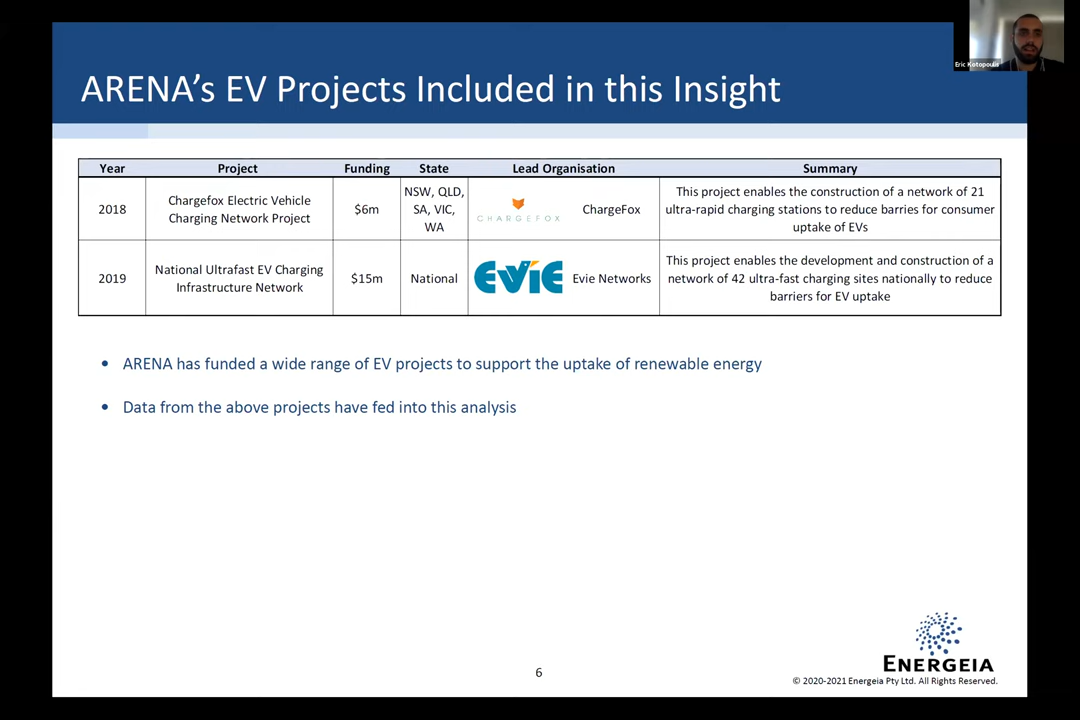 Eric Kotopoulis
ARENA’s EV Projects Included in this Insight
Year Project Funding State Lead Organisation Summary
2018
Chargefox Electric Vehicle
Charging Network Project
$6m
NSW, QLD,
SA, VIC,
WA
CHARGEFOX
ChargeFox
This project enables the construction of a network of 21
ultra-rapid charging stations to reduce barries for consumer
uptake of EVs
2019
National Ultrafast EV Charging
Infrastructure Network
$15m
National
EVIE
Evie Networks
This project enables the development and construction of a
network of 42 ultra-fast charging sites nationally to reduce
barriers for EV uptake
• ARENA has funded a wide range of EV projects to support the uptake of renewable energy
• Data from the above projects have fed into this analysis
ENERGEIA
6
© 2020-2021 Energeia Pty Ltd. All Rights Reserved.